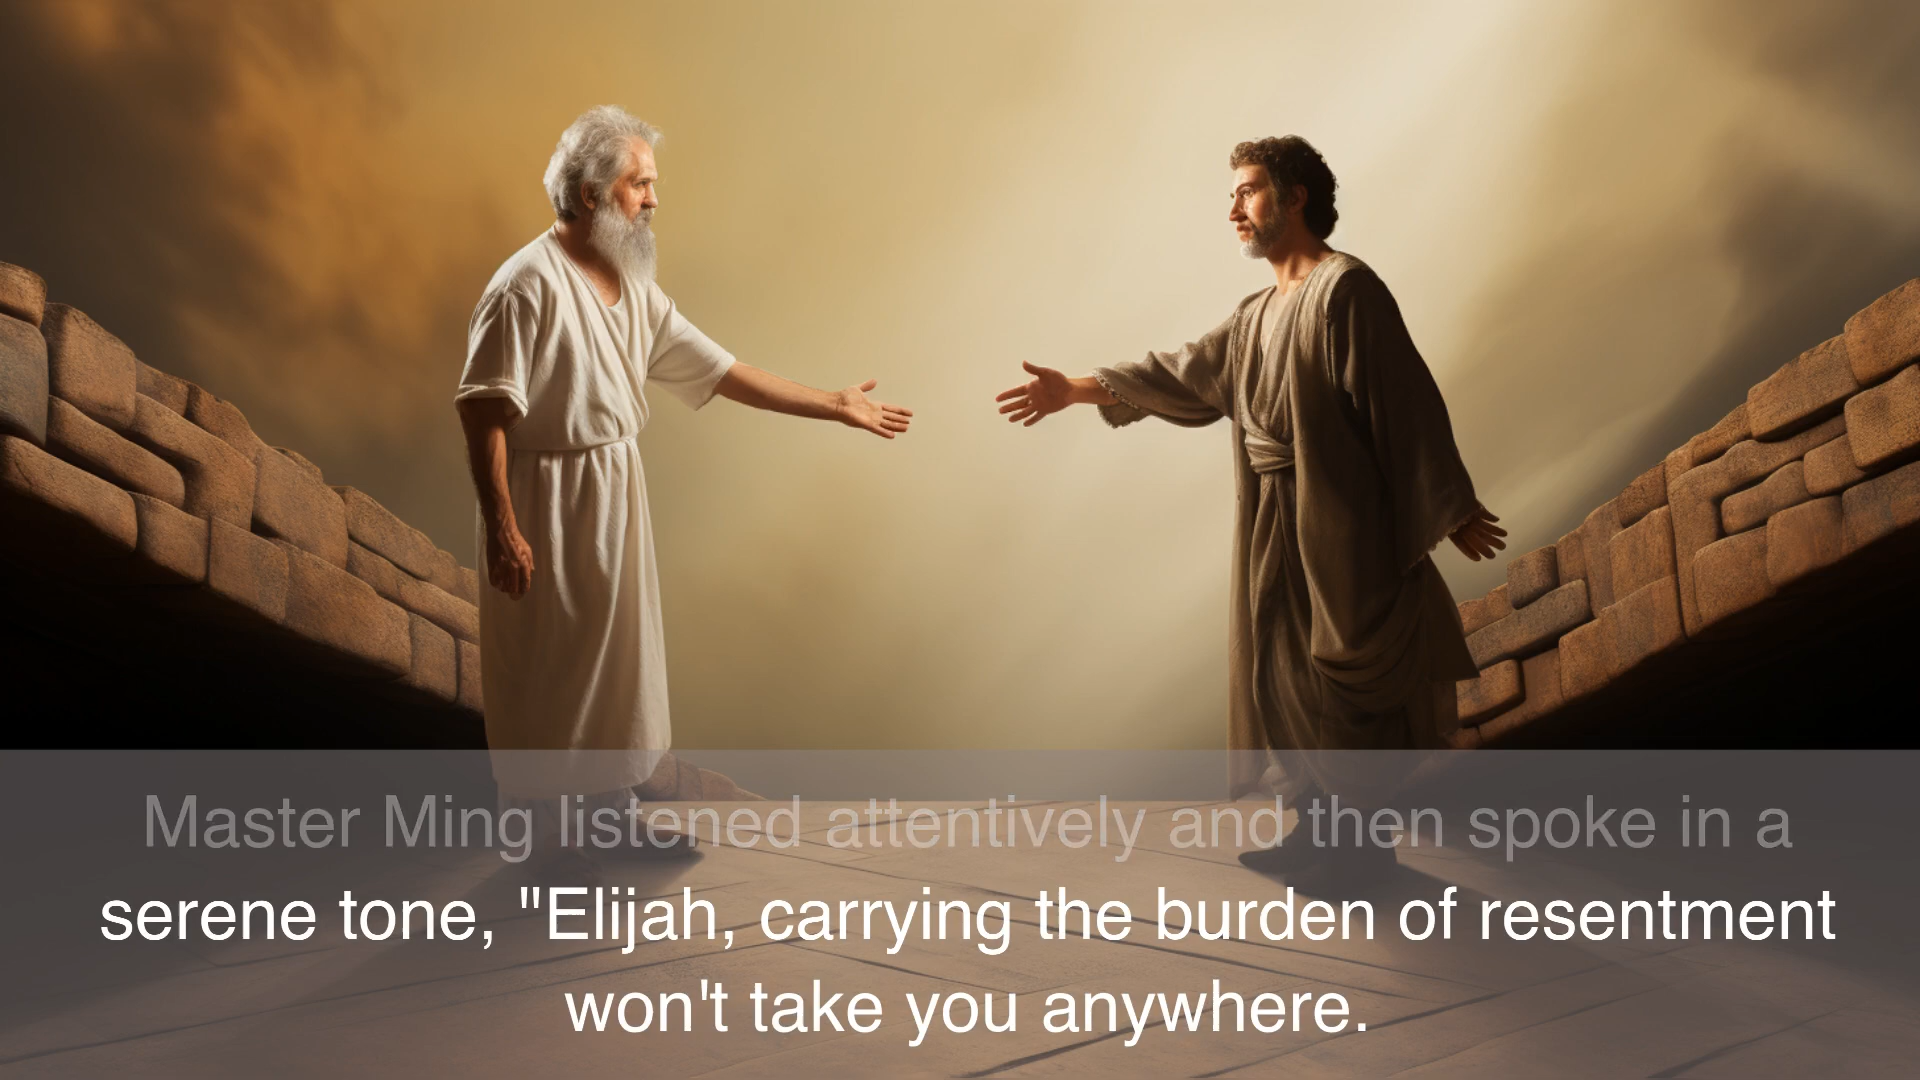 Master Ming listened attentively and then spoke in a
serene tone, "Elijah, carrying the burden of resentment
won't take you anywhere.